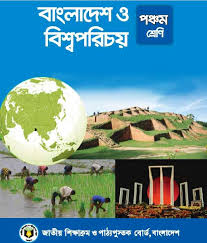 বাংলাদেশ ও
বিশ্বপরিচয়
পঞ্চম
শ্রেণি
জাতীয় শিক্ষাক্রম ও পাঠ্যপুস্তক বোর্ড, বাংলাদেশ